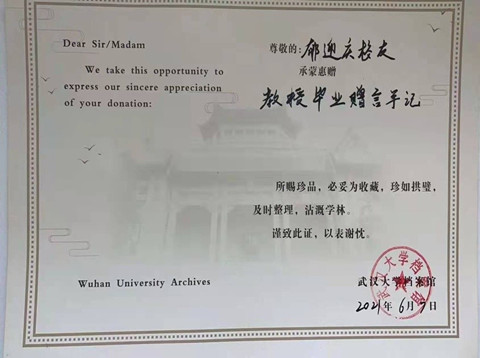 Dear Sir/Madam
We take this opportunity to
express our sincere appreciation
of your donation:
尊敬的: 郁迎庆校友
承蒙惠赠
教授毕业赠言手记
所赐珍品，必妥为收藏，珍如拱璧，
及时整理，沾溉学林。
谨致此证，以表谢忱。
Wuhan University Archives
武汉大学档案馆
2021年6月7日